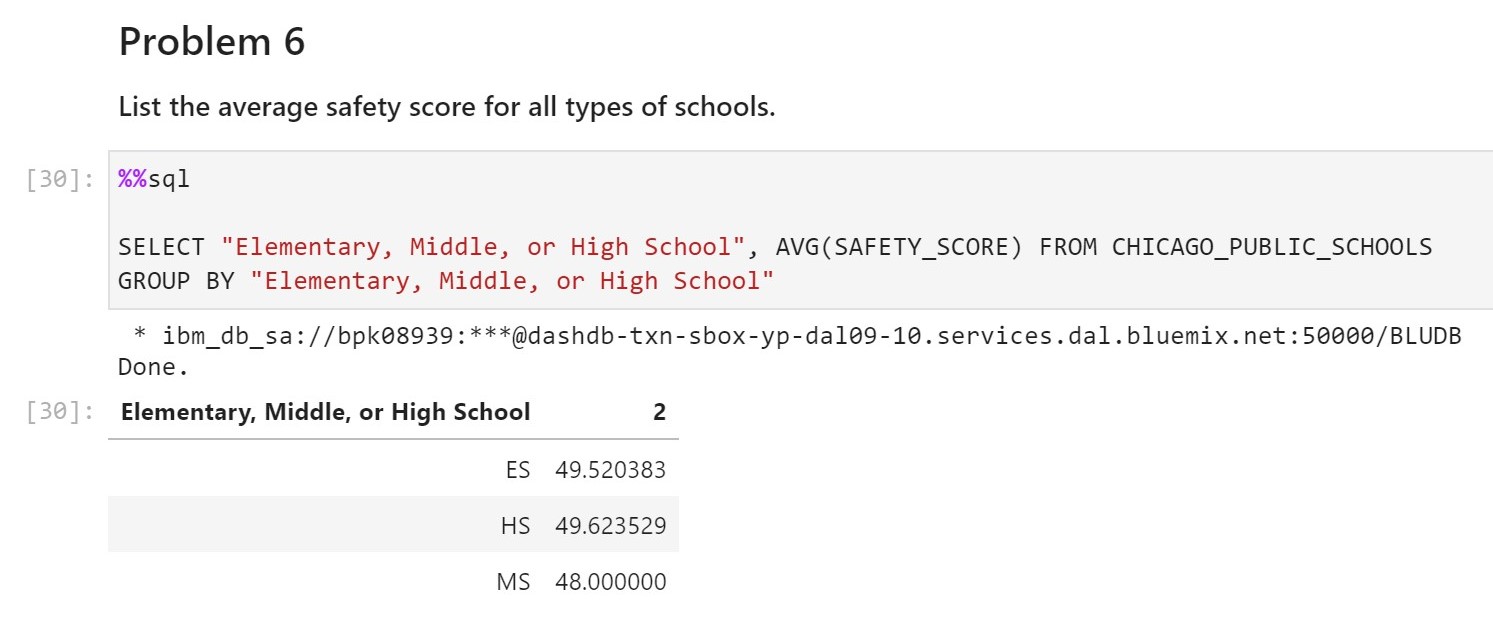 Problem 6
List the average safety score for all types of schools.
[30]: %%sql
SELECT "Elementary, Middle, or High School", AVG(SAFETY_SCORE) FROM CHICAGO_PUBLIC_SCHOOLS
GROUP BY "Elementary, Middle, or High School"
* ibm_db_sa://bpk08939:***@dashdb-txn-sbox-yp-dal09-10.services.dal.bluemix.net:50000/BLUDB
Done.
[30]: Elementary, Middle, or High School 2
ES 49.520383
HS 49.623529
MS 48.000000